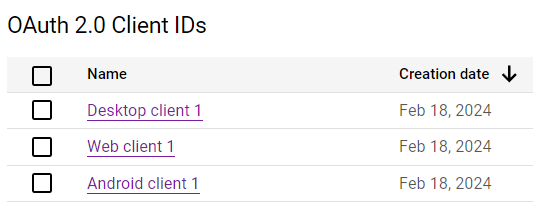 OAuth 2.0 Client IDs
Name Creation date
Desktop client 1 Feb 18, 2024
Web client 1 Feb 18, 2024
Android client 1 Feb 18, 2024